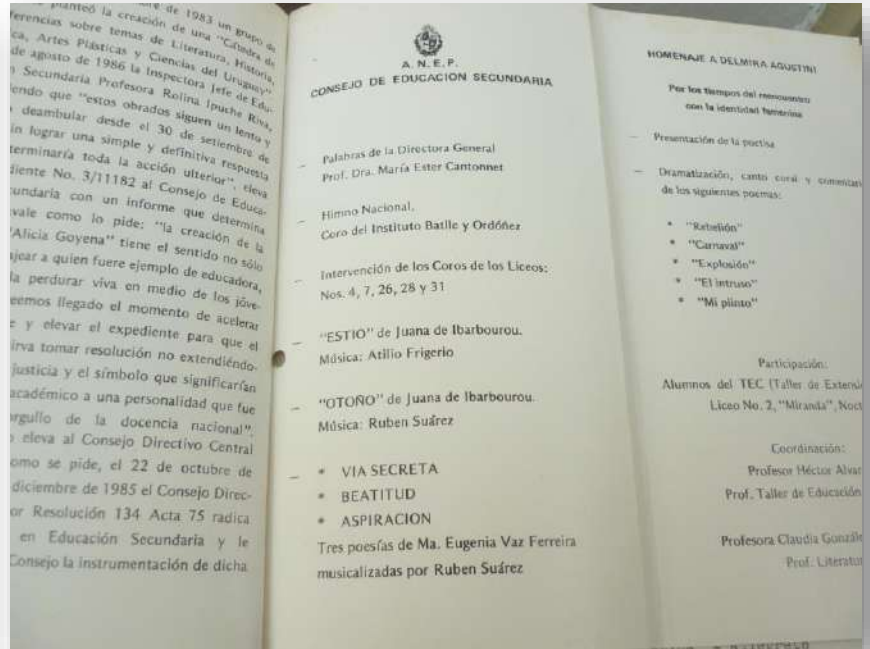 re de 1983 un grupo de
planteó la creación de una "Cátedra de
ferencias sobre temas de Literatura, Historia,
ca, Artes Plásticas y Ciencias del Uruguay"
de agosto de 1986 la Inspectora Jefe de Edu-
n Secundaria Profesora Rolina Ipuche Riva,
endo que "estos obrados siguen un lento y
deambular desde el 30 de setiembre de
in lograr una simple y definitiva respuesta
terminaría toda la acción ulterior", eleva
diente No. 3/11182 al Consejo de Educa-
cundaria con un informe que determina
vale como lo pide; "la creación de la
"Alicia Goyena" tiene el sentido no sólo
ajear a quien fuere ejemplo de educadora,
la perdurar viva en medio de los jóve-
eemos llegado el momento de acelerar
e y elevar el expediente para que el
irva tomar resolución no extendiéndo-
justicia y el símbolo que significarían
académico a una personalidad que fue
rgullo de la docencia nacional".
eleva al Consejo Directivo Central
omo se pide, el 22 de octubre de
diciembre de 1985 el Consejo Direc-
or Resolución 134 Acta 75 radica
en Educación Secundaria y le
Consejo la instrumentación de dicha
A.N.E.P.
CONSEJO DE EDUCACION SECUNDARIA
— Palabras de la Directora General
Prof. Dra. María Ester Cantonnet
— Himno Nacional.
Coro del Instituto Batlle y Ordóñez
— Intervención de los Coros de los Liceos:
Nos. 4, 7, 26, 28 y 31
— "ESTIO" de Juana de Ibarbourou.
Música: Atilio Frigerio
— "OTOÑO" de Juana de Ibarbourou.
Música: Ruben Suárez
— * VIA SECRETA
* BEATITUD
* ASPIRACION
Tres poesías de Ma. Eugenia Vaz Ferreira
musicalizadas por Ruben Suárez
HOMENAJE A DELMIRA AGUSTINI
Por los tiempos del reencuentro
con la identidad femenina
— Presentación de la poetisa
— Dramatización, canto coral y comentar
de los siguientes poemas:
* "Rebelión"
* "Carnaval"
* "Explosión"
* "El intruso"
* "Mi plinto"
Participación:
Alumnos del TEC (Taller de Extensi
Liceo No. 2, "Miranda", Noct
Coordinación:
Profesor Héctor Alvar
Prof. Taller de Educación
Profesora Claudia Gonzále
Prof. Literatur